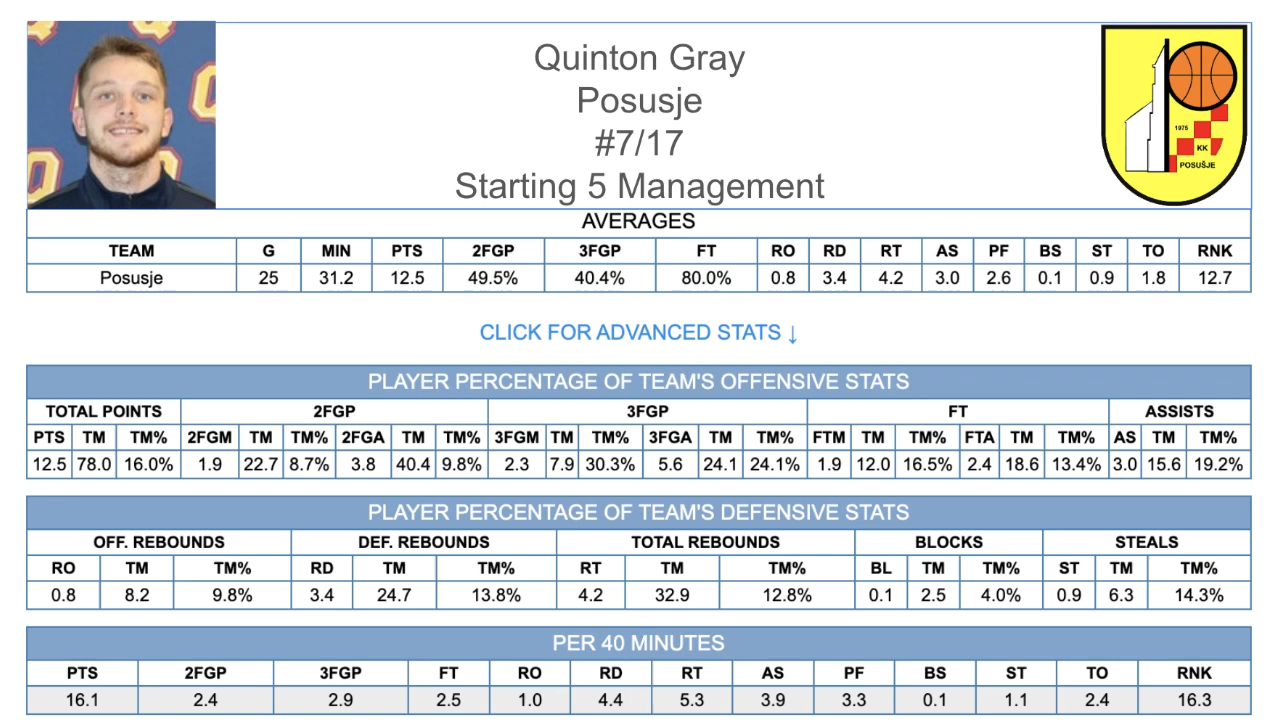 Quinton Gray
Posusje
#7/17
Starting 5 Management
1976
KK
POSUŠJE
AVERAGES
TEAM G MIN PTS 2FGP 3FGP FT RO RD RT AS PF BS ST TO RNK
Posusje 25 31.2 12.5 49.5% 40.4% 80.0% 0.8 3.4 4.2 3.0 2.6 0.1 0.9 1.8 12.7
CLICK FOR ADVANCED STATS ↓
PLAYER PERCENTAGE OF TEAM'S OFFENSIVE STATS
TOTAL POINTS 2FGP 3FGP FT ASSISTS
PTS TM TM% 2FGM TM TM% 2FGA TM TM% 3FGM TM TM% 3FGA TM TM% FTM TM TM% FTA TM TM% AS TM TM%
12.5 78.0 16.0% 1.9 22.7 8.7% 3.8 40.4 9.8% 2.3 7.9 30.3% 5.6 24.1 24.1% 1.9 12.0 16.5% 2.4 18.6 13.4% 3.0 15.6 19.2%
PLAYER PERCENTAGE OF TEAM'S DEFENSIVE STATS
OFF. REBOUNDS DEF. REBOUNDS TOTAL REBOUNDS BLOCKS STEALS
RO TM TM% RD TM TM% RT TM TM% BL TM TM% ST TM TM%
0.8 8.2 9.8% 3.4 24.7 13.8% 4.2 32.9 12.8% 0.1 2.5 4.0% 0.9 6.3 14.3%
PER 40 MINUTES
PTS 2FGP 3FGP FT RO RD RT AS PF BS ST TO RNK
16.1 2.4 2.9 2.5 1.0 4.4 5.3 3.9 3.3 0.1 1.1 2.4 16.3